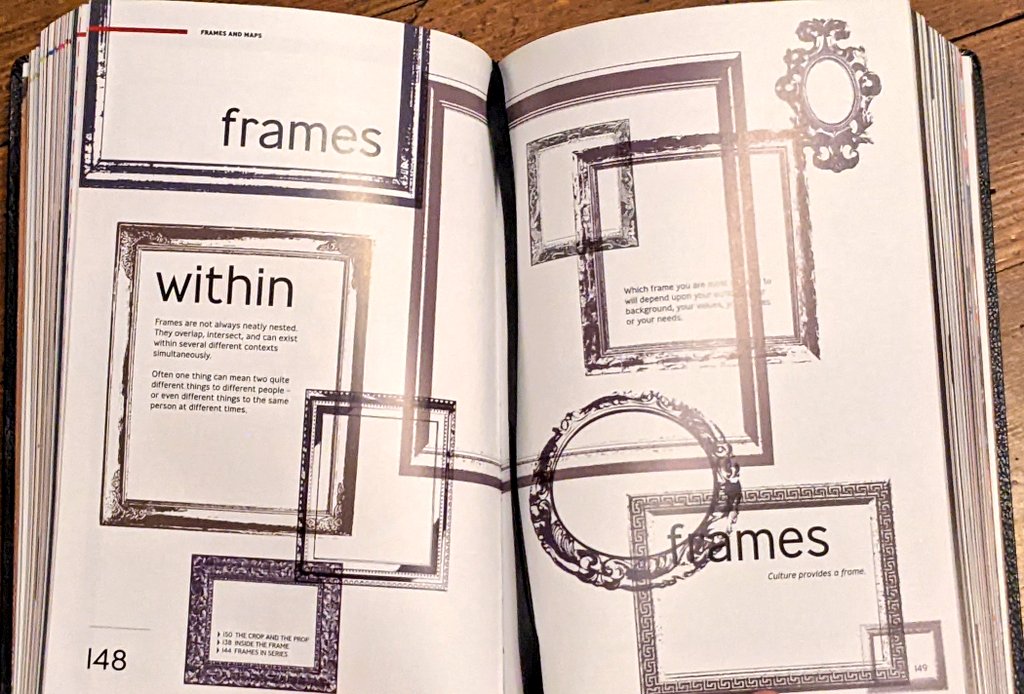 FRAMES AND MAPS
frames
within
Frames are not always neatly nested.
They overlap, intersect, and can exist
within several different contexts
simultaneously.
Often one thing can mean two quite
different things to different people –
or even different things to the same
person at different times.
150 THE CROP AND THE PROP
138 INSIDE THE FRAME
144 FRAMES IN SERIES
148
Which frame you are to
will depend upon your
background, your values,
or your needs.
frames
Culture provides a frame.
149